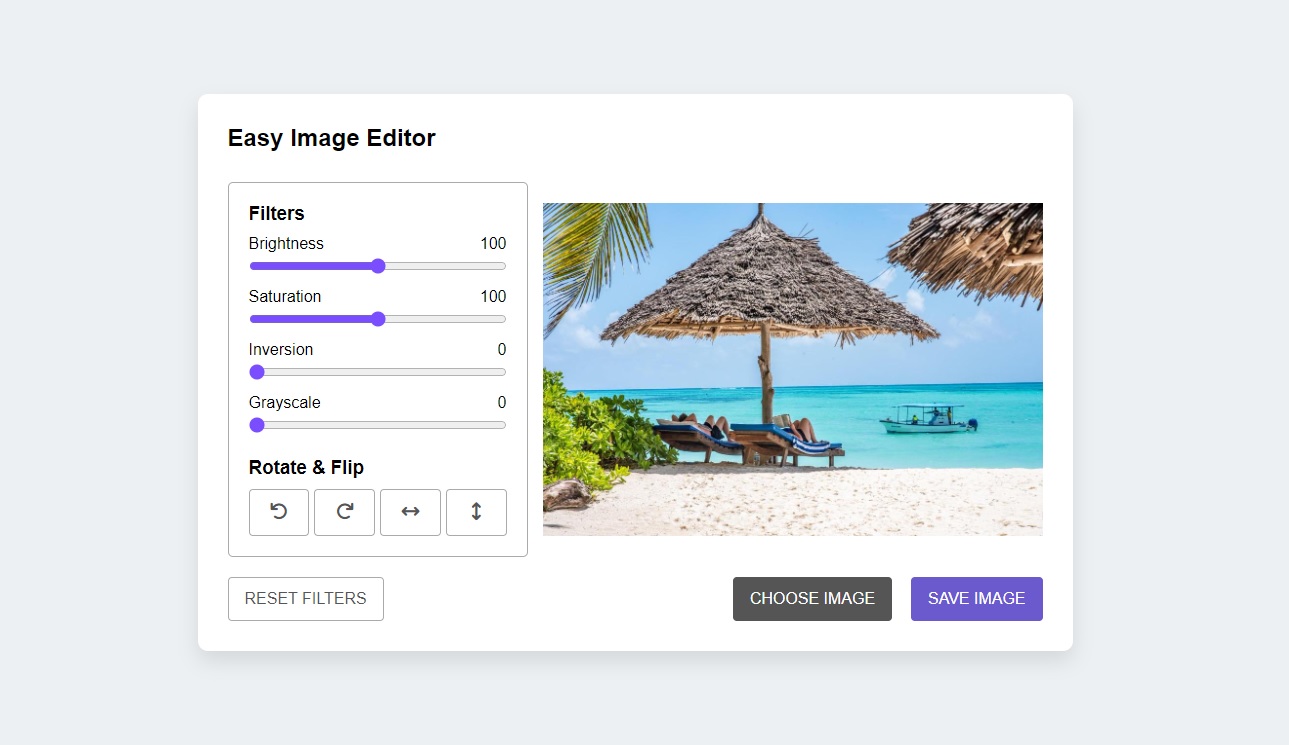 Easy Image Editor
Filters
Brightness 100
Saturation 100
Inversion 0
Grayscale 0
Rotate & Flip
RESET FILTERS
CHOOSE IMAGE
SAVE IMAGE